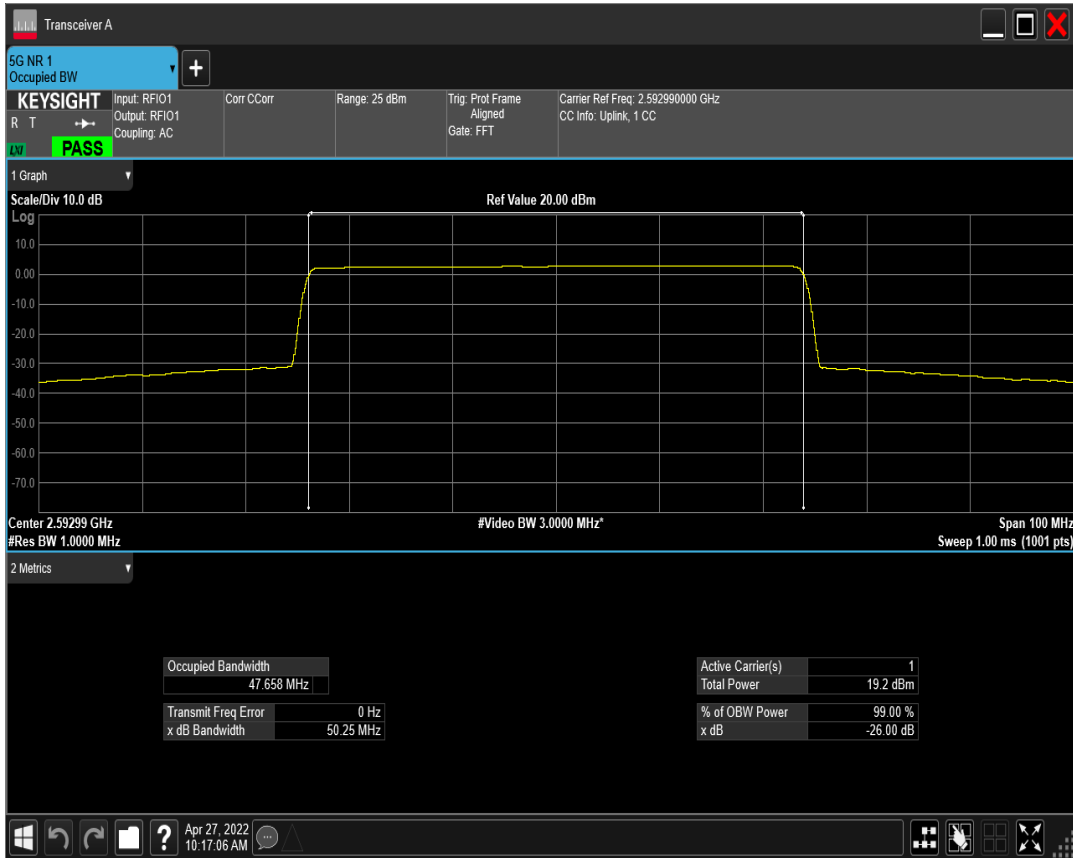 Transceiver A
5G NR 1
Occupied BW
KEYSIGHT
R T
LXI
PASS
Input: RFIO1
Output: RFIO1
Coupling: AC
Corr CCorr
Range: 25 dBm
Trig: Prot Frame
Aligned
Gate: FFT
Carrier Ref Freq: 2.592990000 GHz
CC Info: Uplink, 1 CC
1 Graph
Scale/Div 10.0 dB
Ref Value 20.00 dBm
Log
10.0
0.00
-10.0
-20.0
-30.0
-40.0
-50.0
-60.0
-70.0
Center 2.59299 GHz
#Video BW 3.0000 MHz*
Span 100 MHz
#Res BW 1.0000 MHz
Sweep 1.00 ms (1001 pts)
2 Metrics
Occupied Bandwidth
47.658 MHz
Transmit Freq Error 0 Hz
x dB Bandwidth 50.25 MHz
Active Carrier(s) 1
Total Power 19.2 dBm
% of OBW Power 99.00 %
x dB -26.00 dB
Apr 27, 2022
10:17:06 AM